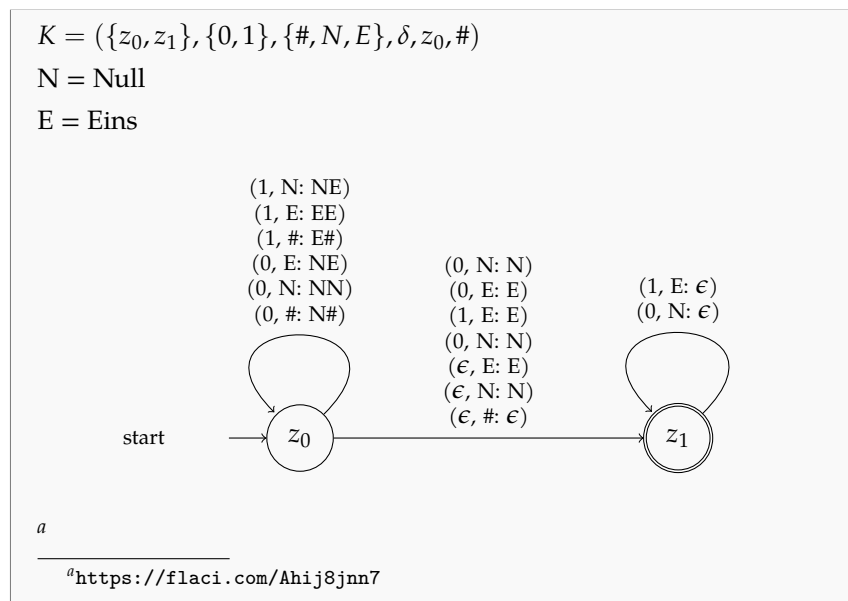 K = ({z₀, z₁}, {0, 1}, {#, N, E}, δ, z₀, #)
N = Null
E = Eins
(1, N: NE)
(1, E: EE)
(1, #: E#)
(0, E: NE)
(0, N: NN)
(0, #: N#)
(0, N: N)
(0, E: E)
(1, E: E)
(0, N: N)
(ϵ, E: E)
(ϵ, N: N)
(ϵ, #: ϵ)
(1, E: ϵ)
(0, N: ϵ)
start z₀ z₁
a
ᵃhttps://flaci.com/Ahij8jnn7